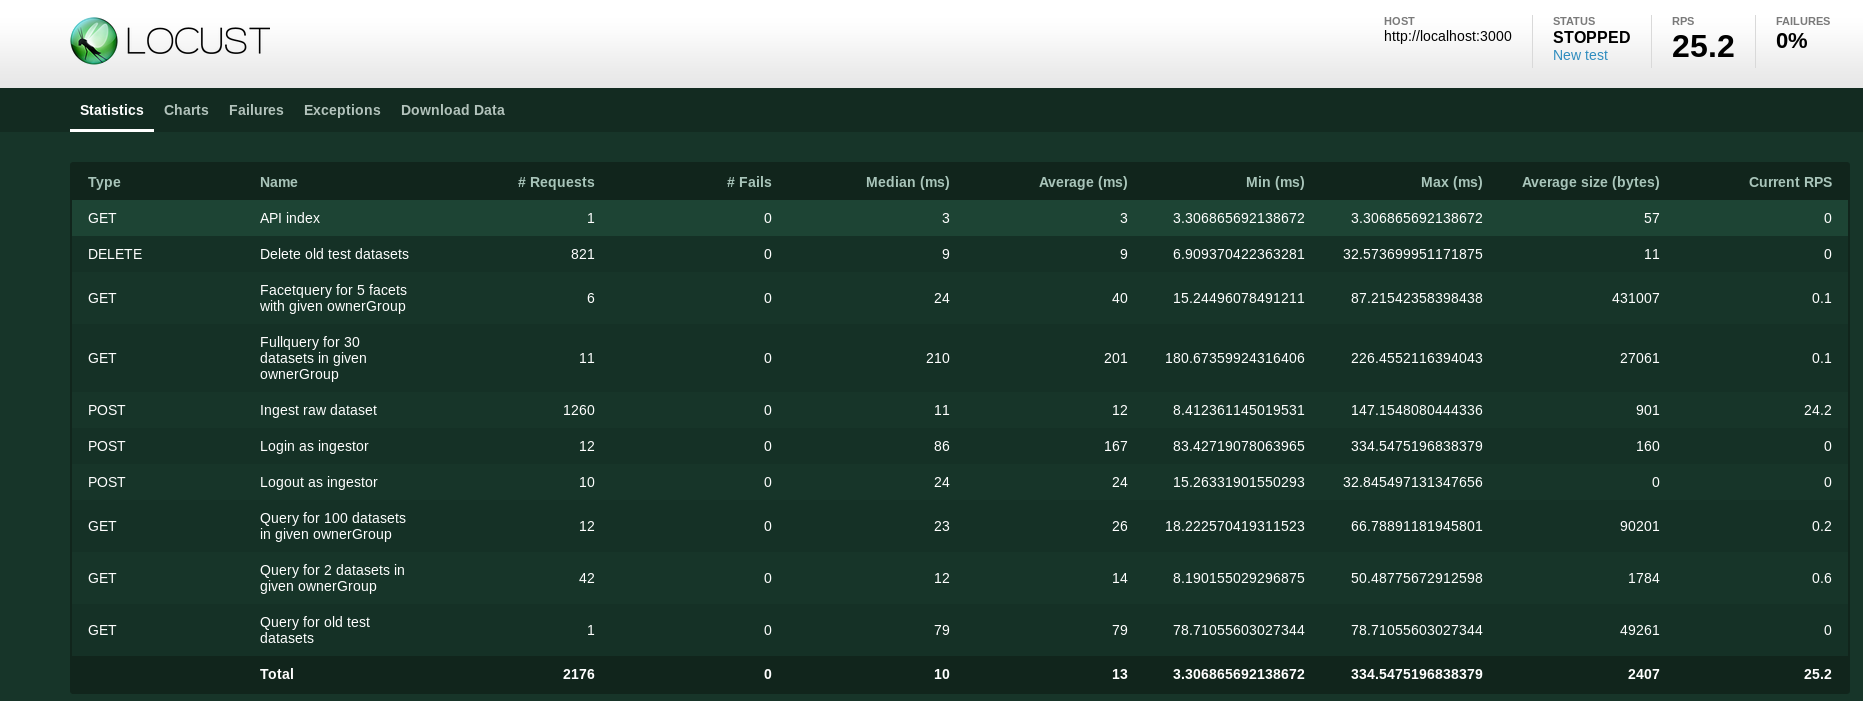 LOCUST
HOST
http://localhost:3000
STATUS
STOPPED
New test
RPS
25.2
FAILURES
0%
Statistics Charts Failures Exceptions Download Data
Type Name # Requests # Fails Median (ms) Average (ms) Min (ms) Max (ms) Average size (bytes) Current RPS
GET API index 1 0 3 3 3.306865692138672 3.306865692138672 57 0
DELETE Delete old test datasets 821 0 9 9 6.909370422363281 32.573699951171875 11 0
GET Facetquery for 5 facets
with given ownerGroup 6 0 24 40 15.24496078491211 87.21542358398438 431007 0.1
GET Fullquery for 30
datasets in given
ownerGroup 11 0 210 201 180.67359924316406 226.4552116394043 27061 0.1
POST Ingest raw dataset 1260 0 11 12 8.412361145019531 147.1548080444336 901 24.2
POST Login as ingestor 12 0 86 167 83.42719078063965 334.5475196838379 160 0
POST Logout as ingestor 10 0 24 24 15.26331901550293 32.845497131347656 0 0
GET Query for 100 datasets
in given ownerGroup 12 0 23 26 18.222570419311523 66.78891181945801 90201 0.2
GET Query for 2 datasets in
given ownerGroup 42 0 12 14 8.190155029296875 50.48775672912598 1784 0.6
GET Query for old test
datasets 1 0 79 79 78.71055603027344 78.71055603027344 49261 0
Total 2176 0 10 13 3.306865692138672 334.5475196838379 2407 25.2